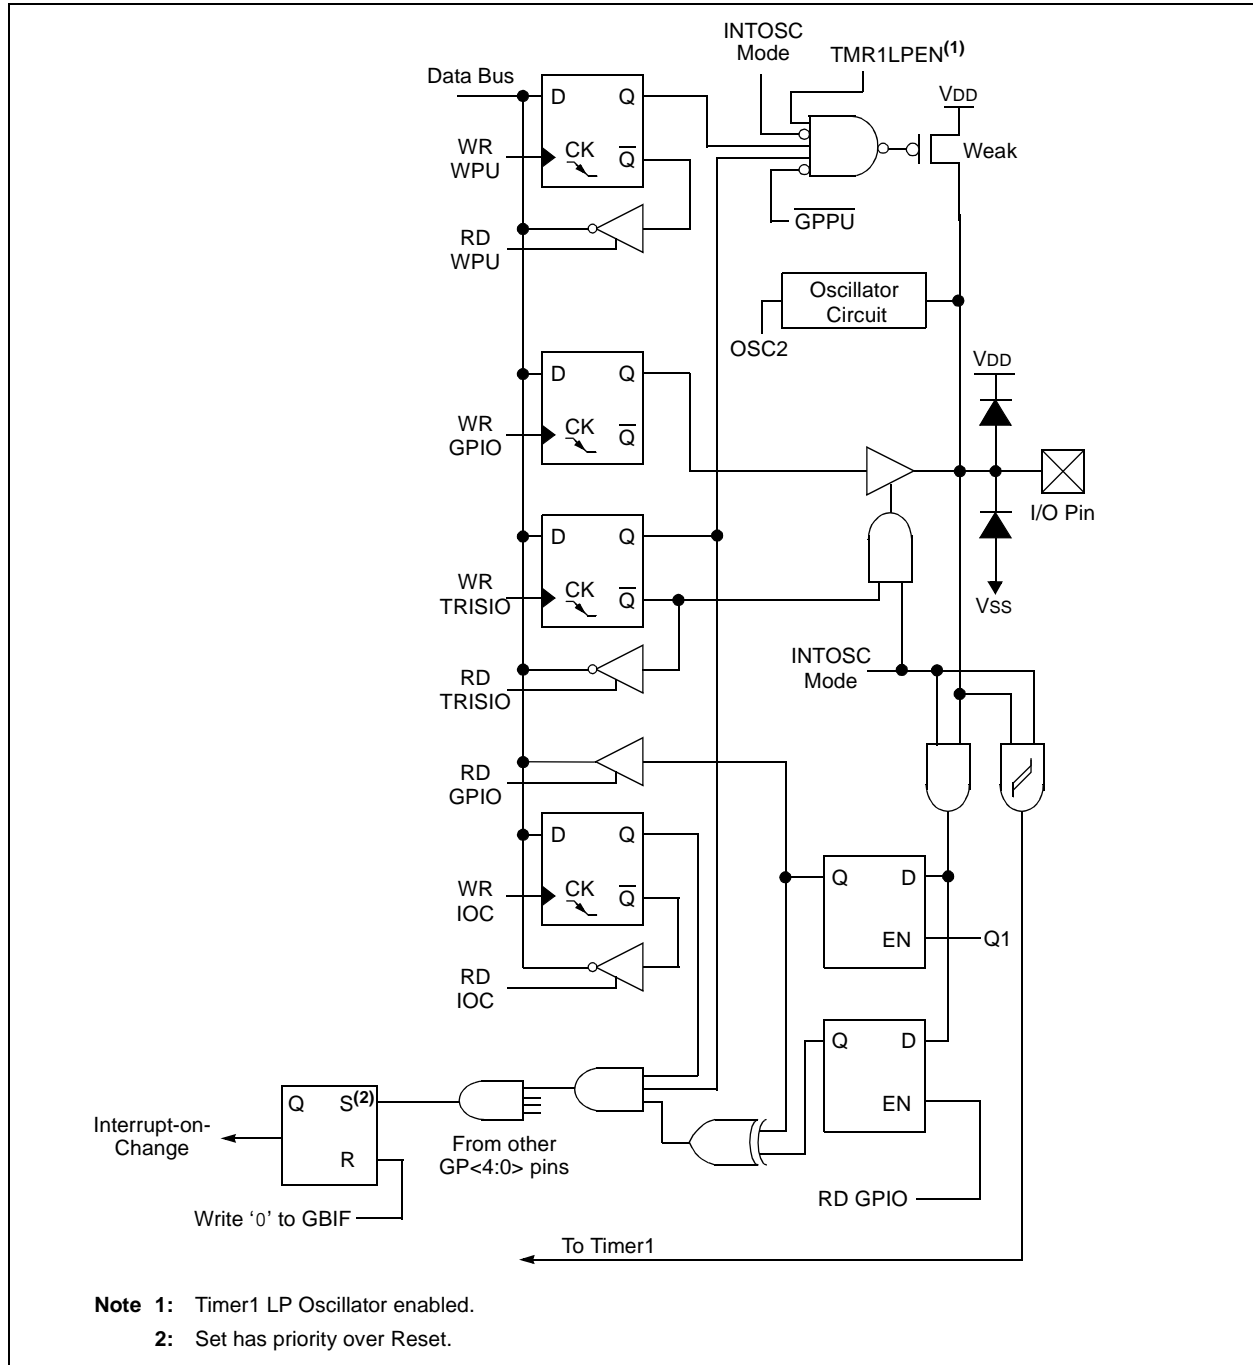 INTOSC
Mode
TMR1LPEN(1)
Data Bus
VDD
D
Q
WR
WPU
CK
Q
Weak
GPPU
RD
WPU
Oscillator
Circuit
OSC2
VDD
D
Q
WR
GPIO
CK
Q
I/O Pin
D
Q
WR
TRISIO
CK
Q
VSS
INTOSC
Mode
RD
TRISIO
RD
GPIO
D
Q
WR
IOC
CK
Q
Q
D
EN
Q1
RD
IOC
Q
D
EN
Q
S(2)
R
Interrupt-on-
Change
From other
GP<4:0> pins
RD GPIO
Write ‘0’ to GBIF
To Timer1
Note 1: Timer1 LP Oscillator enabled.
2: Set has priority over Reset.